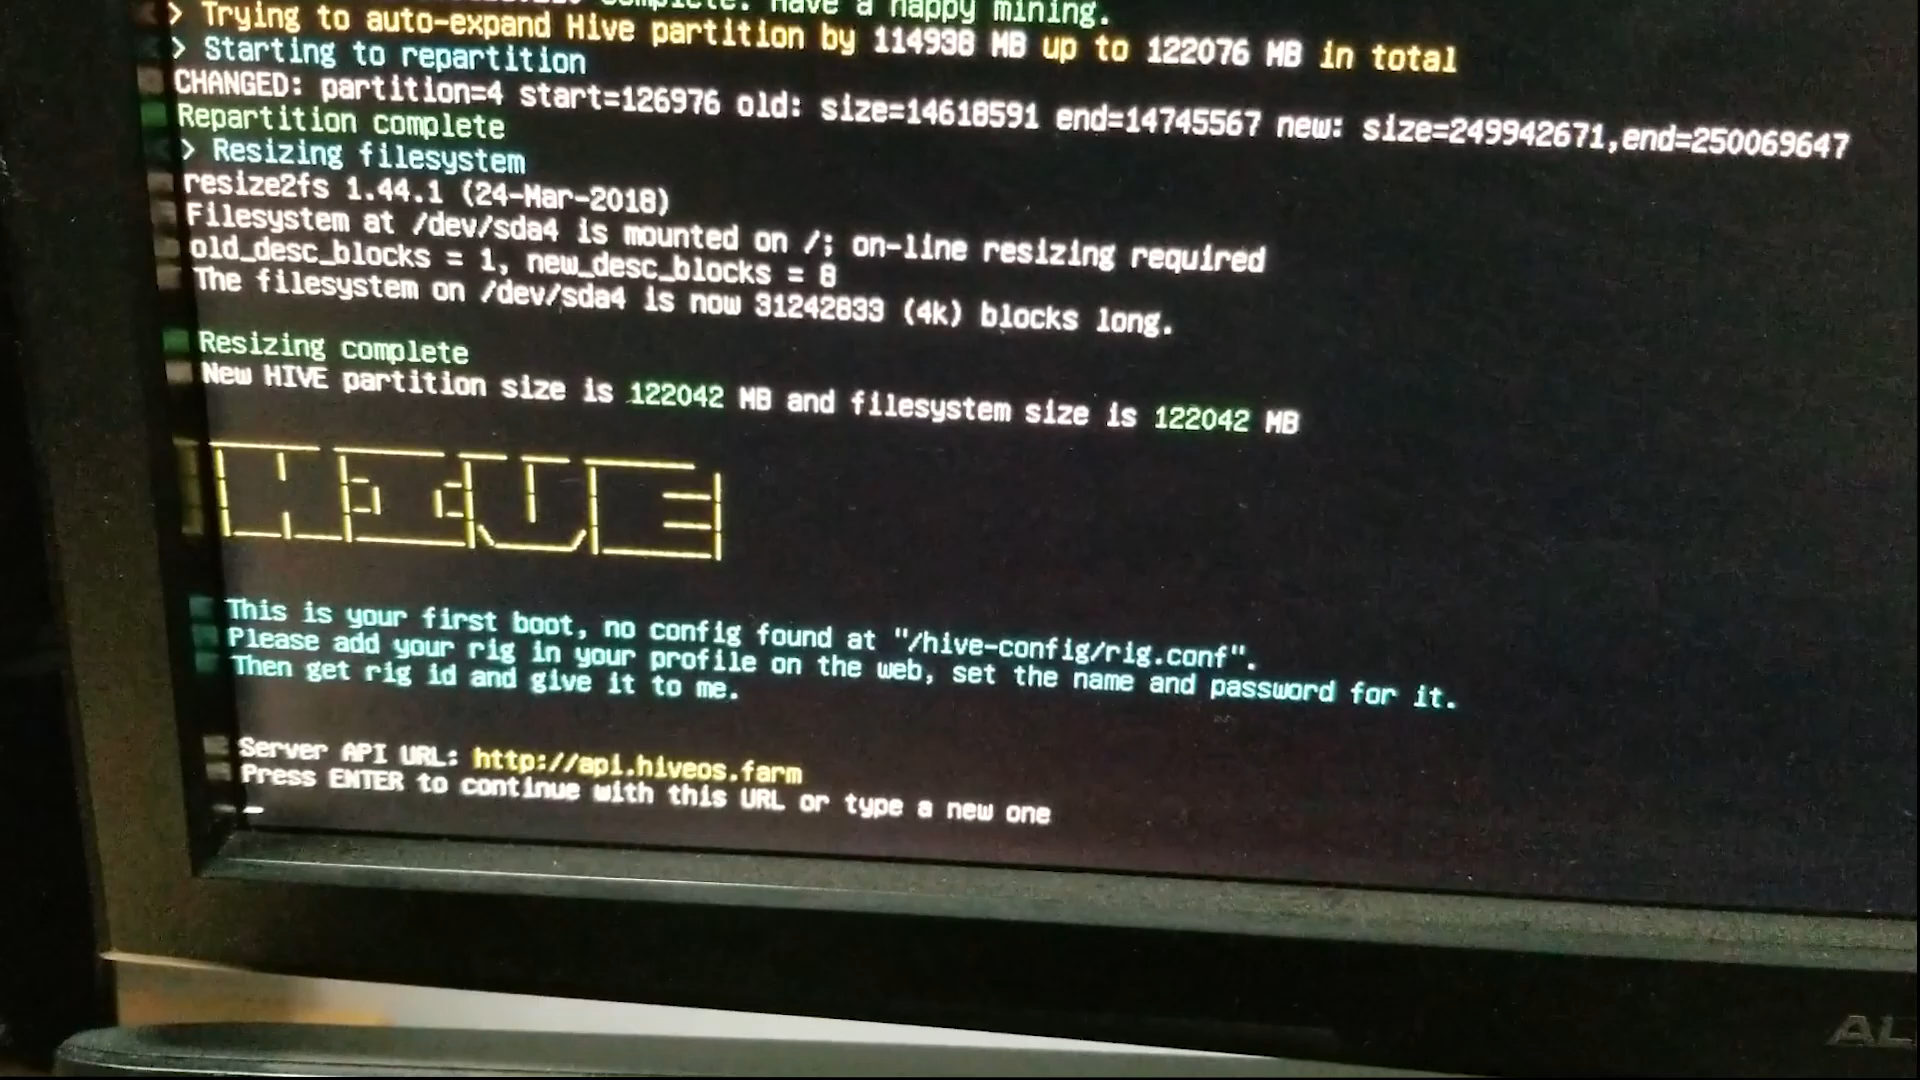 Complete. Have a happy mining.
> Trying to auto-expand Hive partition by 114938 MB up to 122076 MB in total
> Starting to repartition
CHANGED: partition=4 start=126976 old: size=14618591 end=14745567 new: size=249942671,end=250069647
Repartition complete
> Resizing filesystem
resize2fs 1.44.1 (24-Mar-2018)
Filesystem at /dev/sda4 is mounted on /; on-line resizing required
old_desc_blocks = 1, new_desc_blocks = 8
The filesystem on /dev/sda4 is now 31242833 (4k) blocks long.
Resizing complete
New HIVE partition size is 122042 MB and filesystem size is 122042 MB
HIVE
This is your first boot, no config found at "/hive-config/rig.conf".
Please add your rig in your profile on the web, set the name and password for it.
Then get rig id and give it to me.
Server API URL: http://api.hiveos.farm
Press ENTER to continue with this URL or type a new one